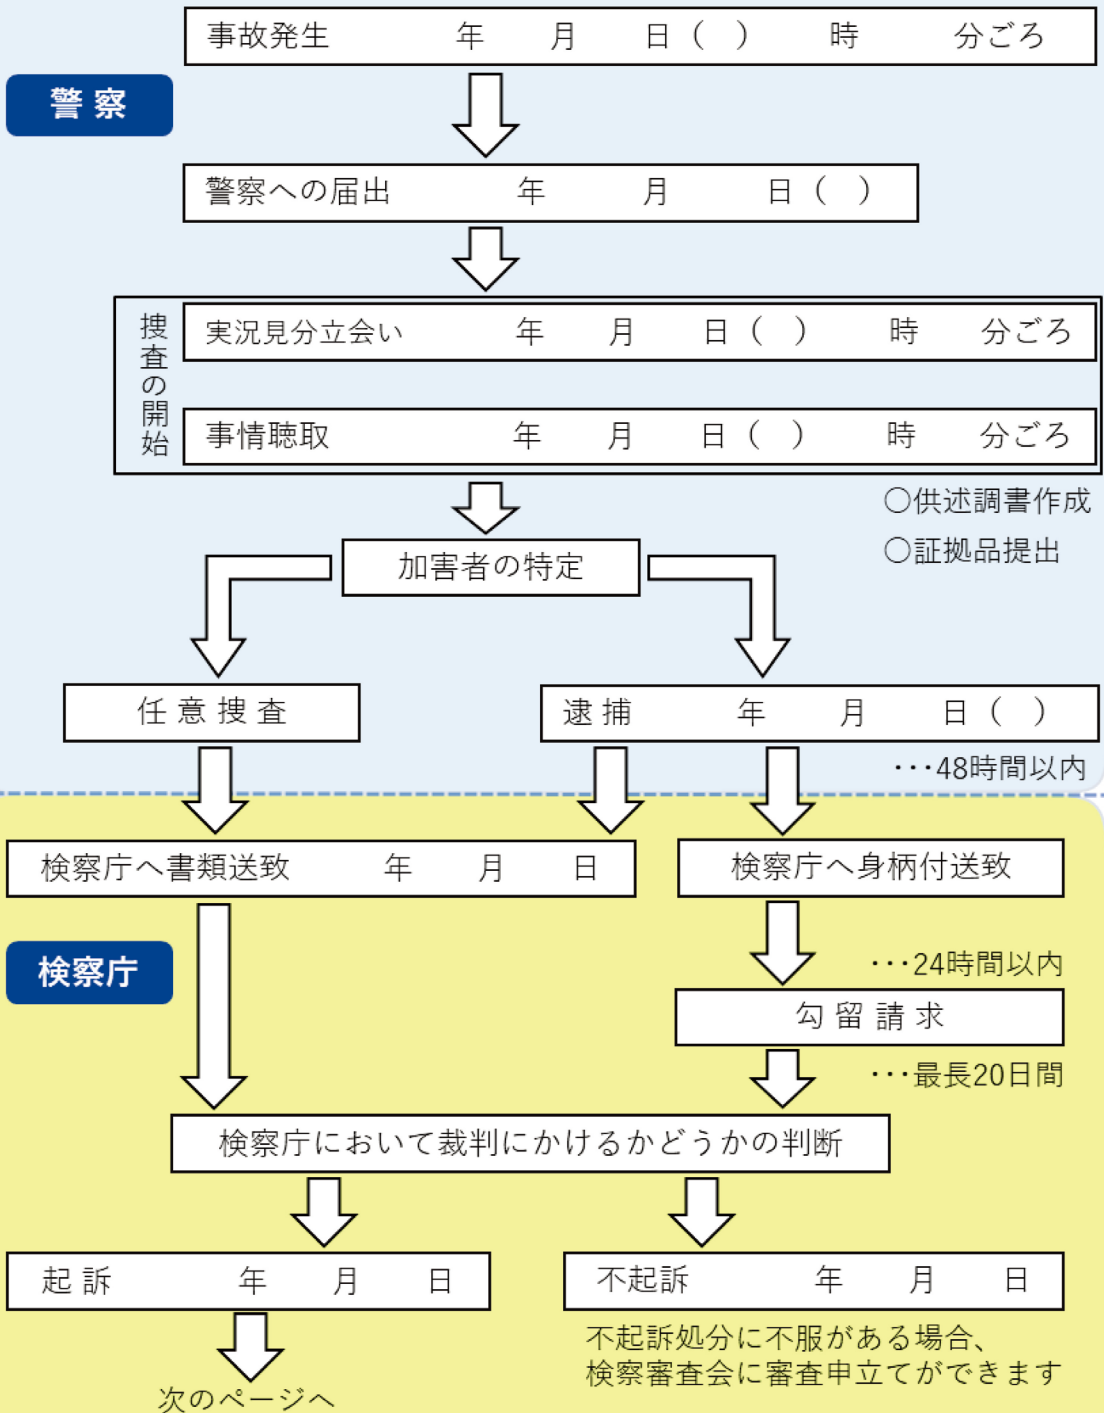 事故発生 年 月 日（ ） 時 分ごろ
警察
警察への届出 年 月 日（ ）
捜査の開始
実況見分立会い 年 月 日（ ） 時 分ごろ
事情聴取 年 月 日（ ） 時 分ごろ
○供述調書作成
○証拠品提出
加害者の特定
任意捜査
逮捕 年 月 日（ ）
･･･48時間以内
検察庁へ書類送致 年 月 日
検察庁へ身柄付送致
検察庁
･･･24時間以内
勾留請求
･･･最長20日間
検察庁において裁判にかけるかどうかの判断
起訴 年 月 日
不起訴 年 月 日
不起訴処分に不服がある場合、
検察審査会に審査申立てができます
次のページへ